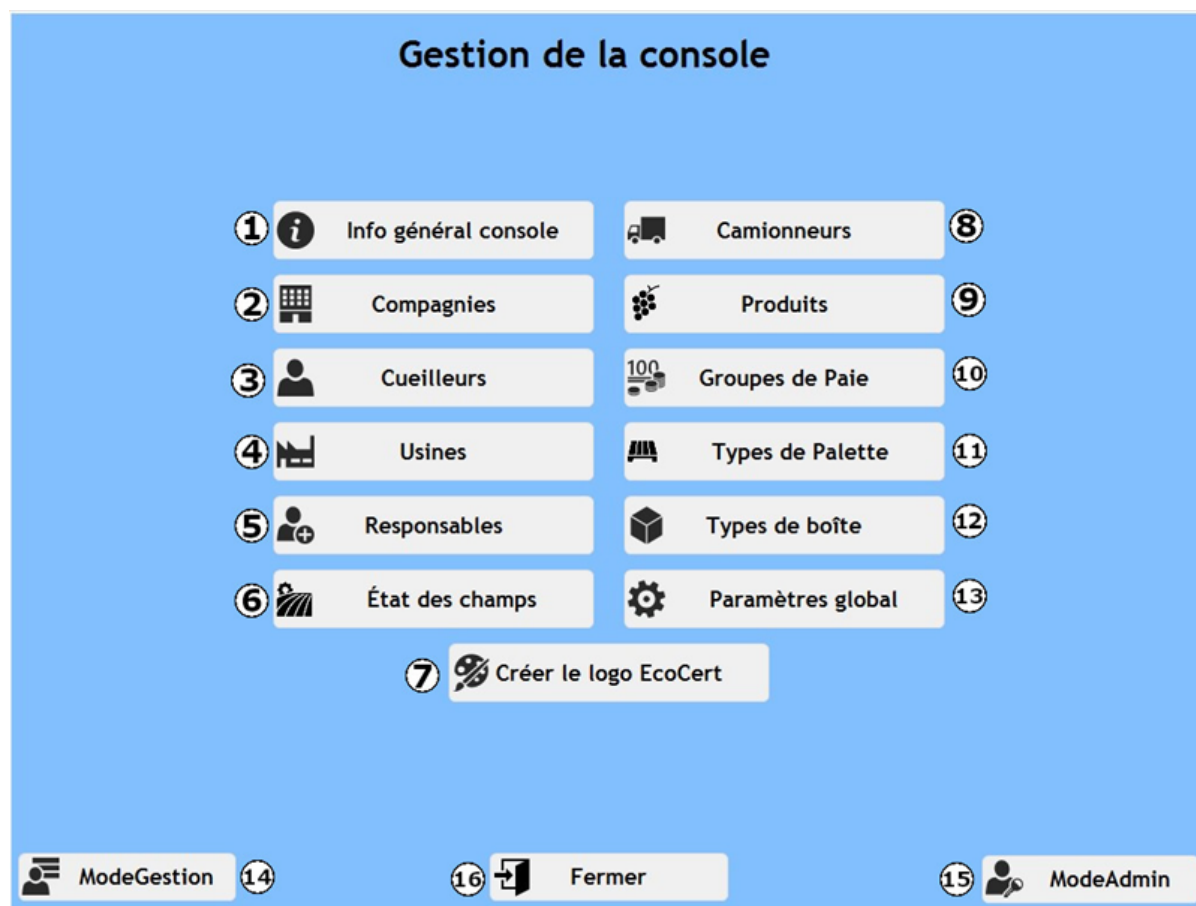 Gestion de la console
1 Info général console
Camionneurs 8
2 Compagnies
Produits 9
3 Cueilleurs
100 Groupes de Paie 10
4 Usines
Types de Palette 11
5 Responsables
Types de boîte 12
6 État des champs
Paramètres global 13
7 Créer le logo EcoCert
ModeGestion 14
16 Fermer
15 ModeAdmin